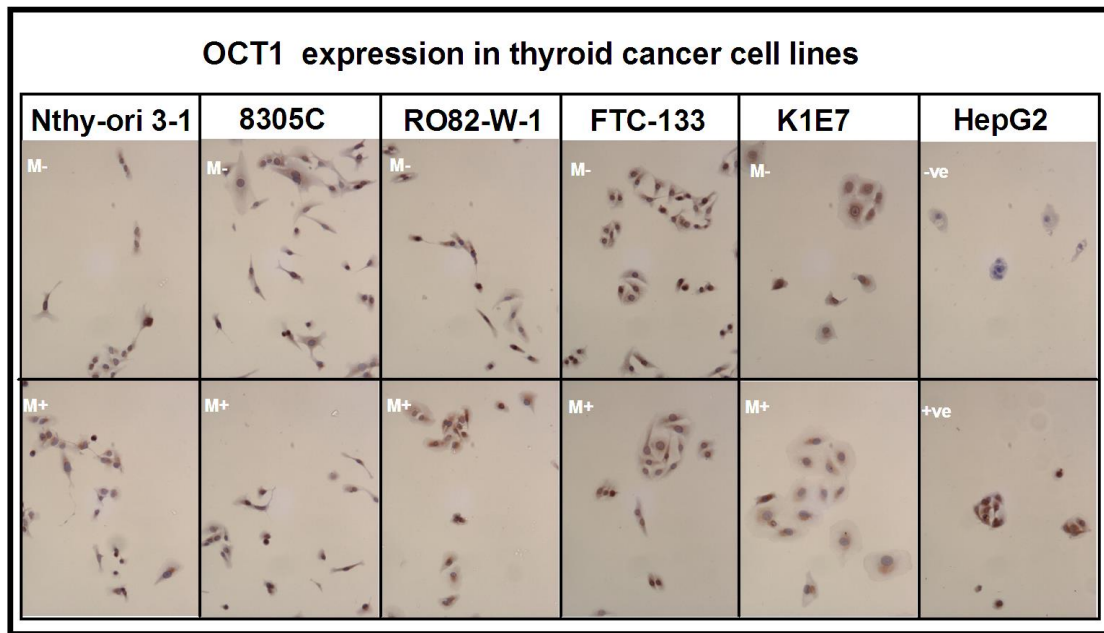 OCT1 expression in thyroid cancer cell lines
Nthy-ori 3-1 8305C RO82-W-1 FTC-133 K1E7 HepG2
M- M- M- M- M- -ve
M+ M+ M+ M+ M+ +ve